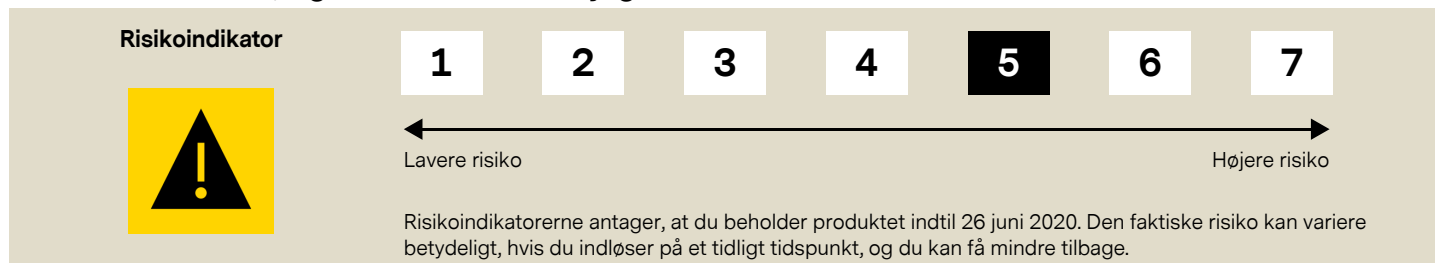 Risikoindikator
1 2 3 4 5 6 7
Lavere risiko Højere risiko
Risikoindikatorerne antager, at du beholder produktet indtil 26 juni 2020. Den faktiske risiko kan variere
betydeligt, hvis du indløser på et tidligt tidspunkt, og du kan få mindre tilbage.